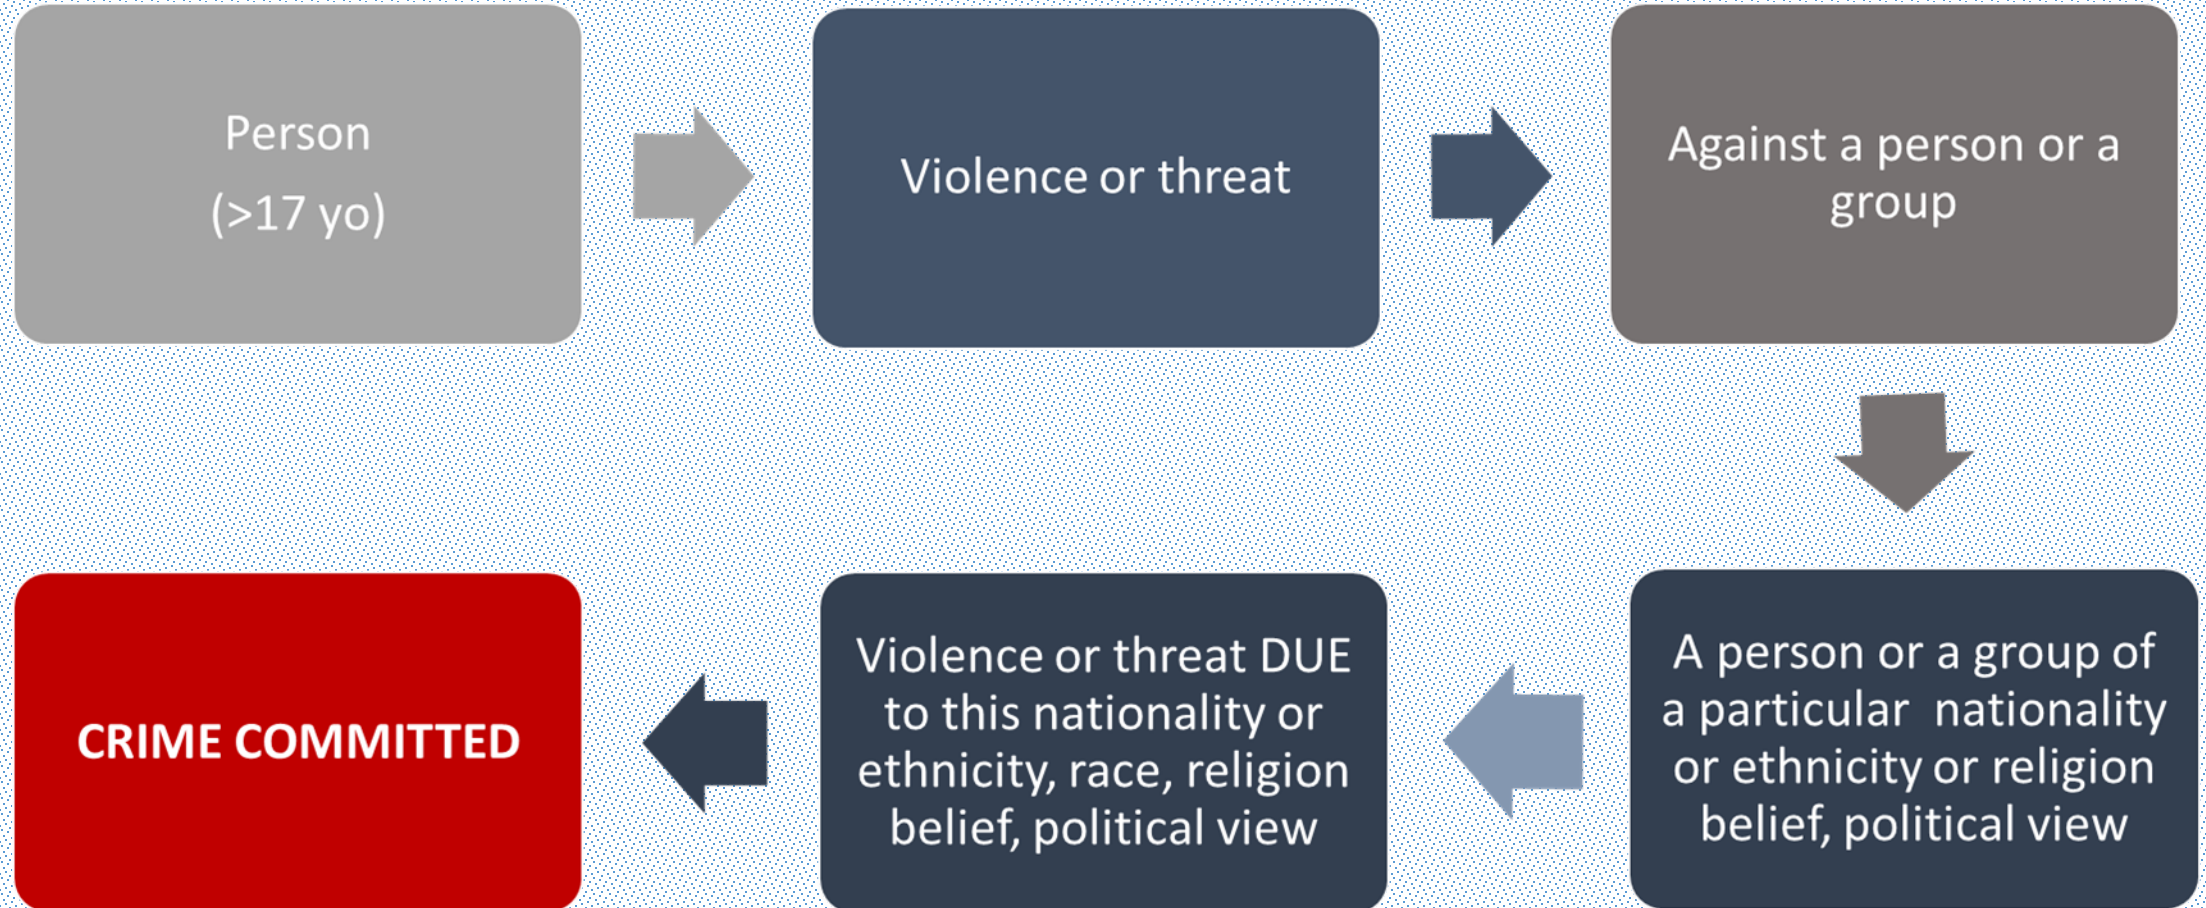 Person
(>17 yo)
Violence or threat
Against a person or a
group
A person or a group of
a particular nationality
or ethnicity or religion
belief, political view
Violence or threat DUE
to this nationality or
ethnicity, race, religion
belief, political view
CRIME COMMITTED